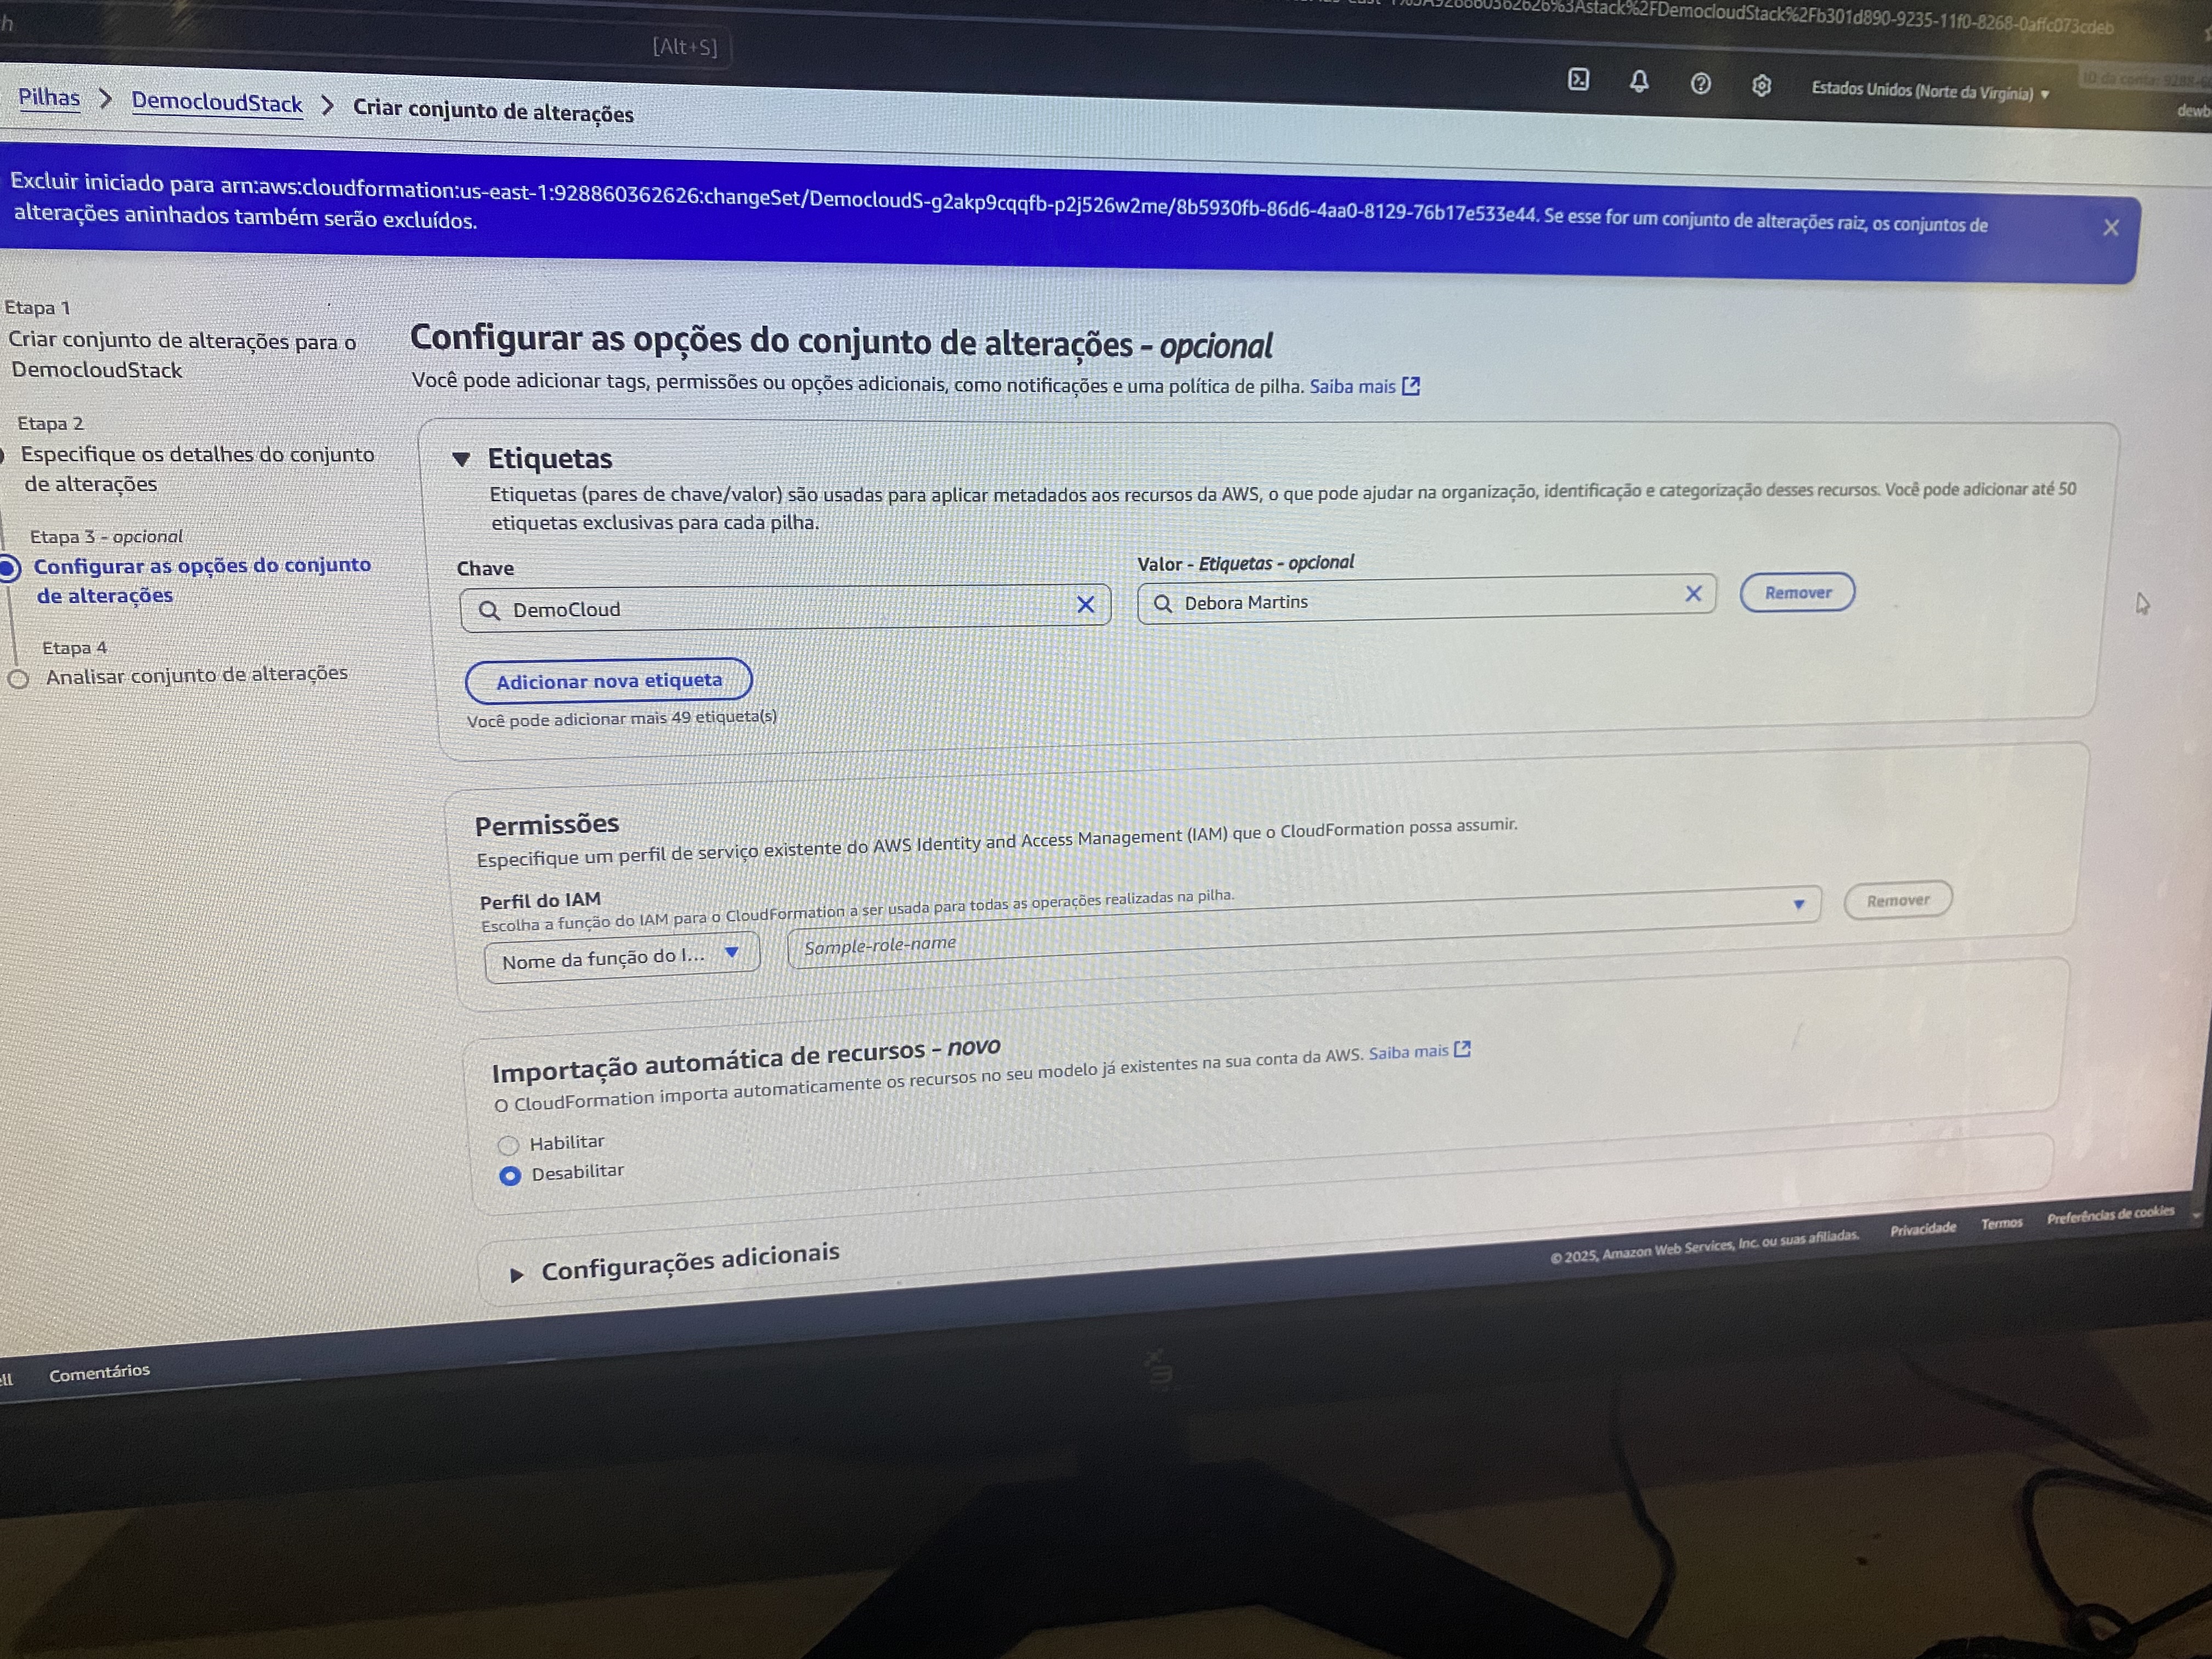 [Alt+S]
stack%2FDemocloudStack%2Fb301d890-9235-11f0-8268-0affc073cdeb
Estados Unidos (Norte da Virgínia)
Pilhas > DemocloudStack > Criar conjunto de alterações
Excluir iniciado para arn:aws:cloudformation:us-east-1:928860362626:changeSet/DemocloudS-g2akp9cqqfb-p2j526w2me/8b5930fb-86d6-4aa0-8129-76b17e533e44. Se esse for um conjunto de alterações raiz, os conjuntos de
alterações aninhados também serão excluídos.
Etapa 1
Criar conjunto de alterações para o
DemocloudStack
Etapa 2
Especifique os detalhes do conjunto
de alterações
Etapa 3 - opcional
Configurar as opções do conjunto
de alterações
Etapa 4
Analisar conjunto de alterações
Configurar as opções do conjunto de alterações - opcional
Você pode adicionar tags, permissões ou opções adicionais, como notificações e uma política de pilha. Saiba mais
Etiquetas
Etiquetas (pares de chave/valor) são usadas para aplicar metadados aos recursos da AWS, o que pode ajudar na organização, identificação e categorização desses recursos. Você pode adicionar até 50
etiquetas exclusivas para cada pilha.
Chave
Valor - Etiquetas - opcional
DemoCloud
Debora Martins
Remover
Adicionar nova etiqueta
Você pode adicionar mais 49 etiqueta(s)
Permissões
Especifique um perfil de serviço existente do AWS Identity and Access Management (IAM) que o CloudFormation possa assumir.
Perfil do IAM
Escolha a função do IAM para o CloudFormation a ser usada para todas as operações realizadas na pilha.
Nome da função do I...
Sample-role-name
Remover
Importação automática de recursos - novo
O CloudFormation importa automaticamente os recursos no seu modelo já existentes na sua conta da AWS. Saiba mais
Habilitar
Desabilitar
Configurações adicionais
© 2025, Amazon Web Services, Inc. ou suas afiliadas.
Privacidade
Termos
Preferências de cookies
Comentários